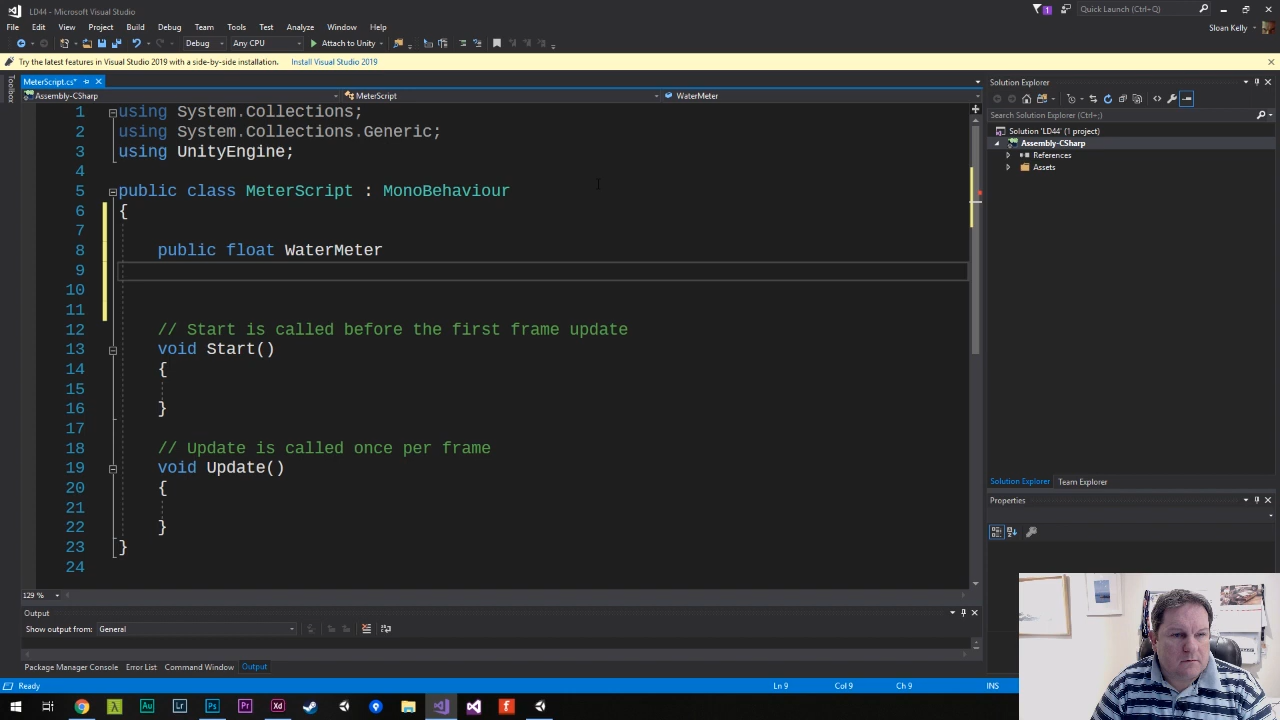 LD44 - Microsoft Visual Studio
1
Quick Launch (Ctrl+;)
File Edit View Project Build Debug Team Tools Test Analyze Window Help
Sloan Kelly
Debug Any CPU Attach to Unity
Try the latest features in Visual Studio 2019 with a side-by-side installation. Install Visual Studio 2019
Toolbox
MeterScript.cs*
Assembly-CSharp MeterScript WaterMeter
1 using System.Collections;
2 using System.Collections.Generic;
3 using UnityEngine;
4
5 public class MeterScript : MonoBehaviour
6 {
7
8 public float WaterMeter
9
10
11
12 // Start is called before the first frame update
13 void Start()
14 {
15
16 }
17
18 // Update is called once per frame
19 void Update()
20 {
21
22 }
23 }
24
129 %
Output
Show output from: General
Package Manager Console Error List Command Window Output
Ready Ln 9 Col 9 Ch 9 INS
Solution Explorer
Search Solution Explorer (Ctrl+;)
Solution 'LD44' (1 project)
Assembly-CSharp
References
Assets
Solution Explorer Team Explorer
Properties
λ Au Lr Ps Pr Xd f